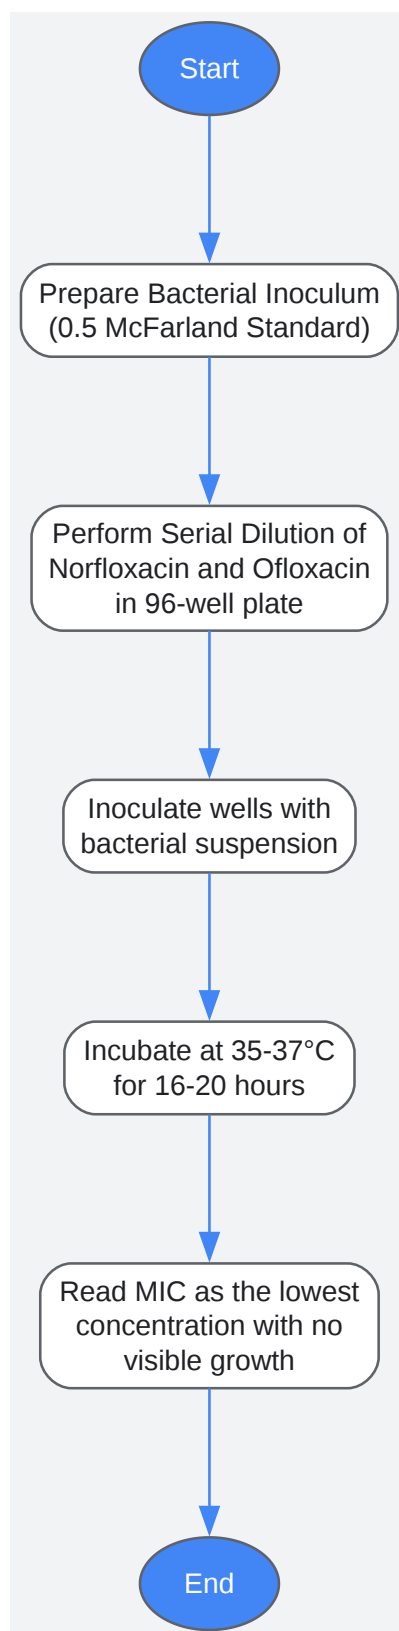 Start
Prepare Bacterial Inoculum
(0.5 McFarland Standard)
Perform Serial Dilution of
Norfloxacin and Ofloxacin
in 96-well plate
Inoculate wells with
bacterial suspension
Incubate at 35-37°C
for 16-20 hours
Read MIC as the lowest
concentration with no
visible growth
End